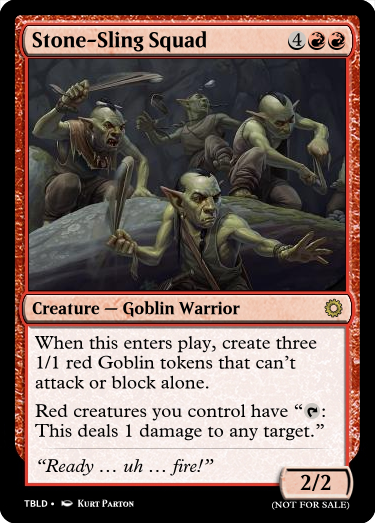 Stone-Sling Squad 4
Creature — Goblin Warrior
When this enters play, create three
1/1 red Goblin tokens that can't
attack or block alone.
Red creatures you control have “:
This deals 1 damage to any target.”
“Ready … uh … fire!”
2/2
TBLD • Kurt Parton
(NOT FOR SALE)